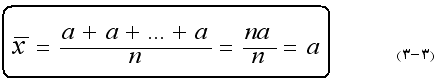 x̄ = (a + a + ... + a)/n = na/n = a (۳-۳)